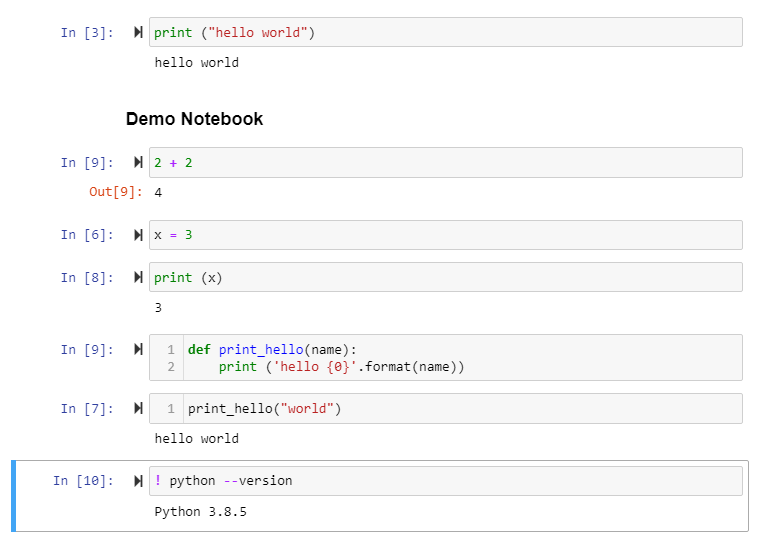 In [3]: print ("hello world")
hello world
Demo Notebook
In [9]: 2 + 2
Out[9]: 4
In [6]: x = 3
In [8]: print (x)
3
In [9]: 1 def print_hello(name):
2     print ('hello {0}'.format(name))
In [7]: 1 print_hello("world")
hello world
In [10]: ! python --version
Python 3.8.5